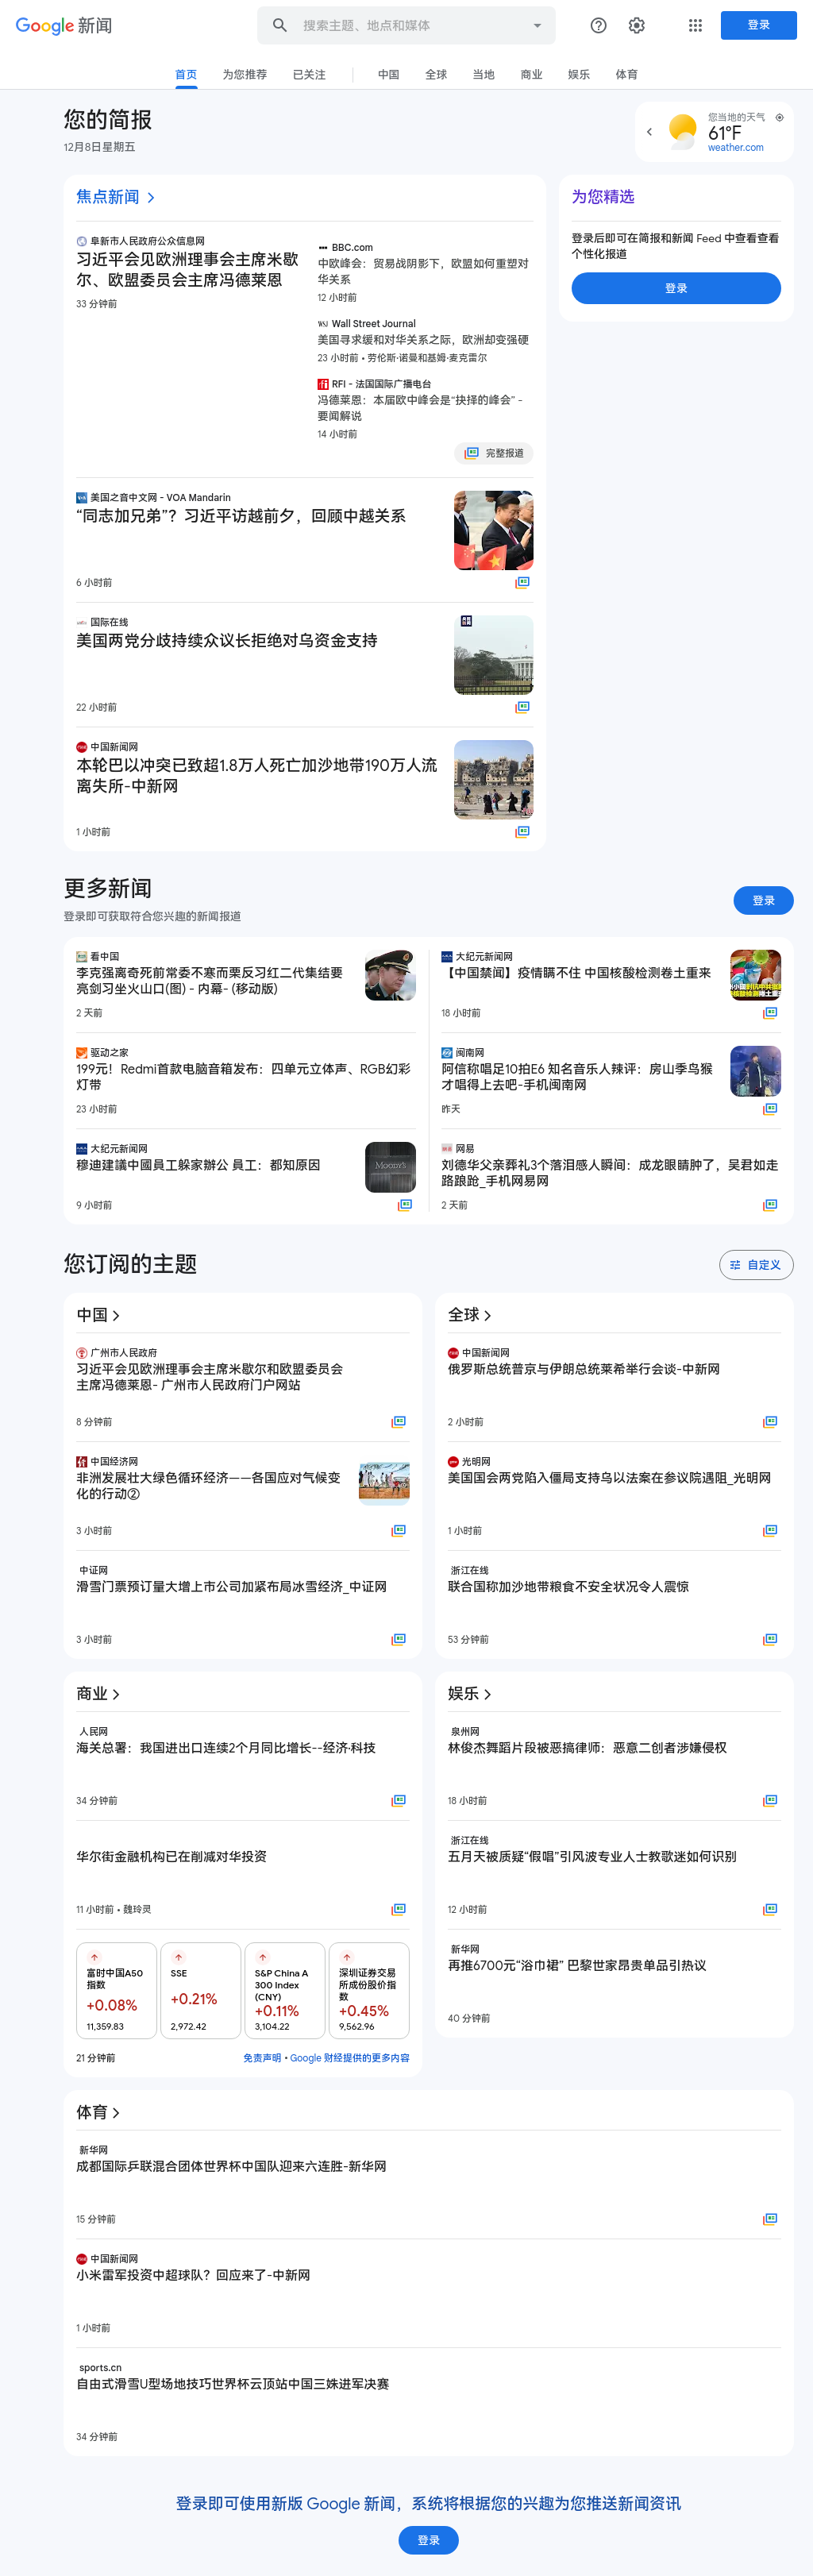 Google 新闻
搜索主题、地点和媒体
登录
首页
为您推荐
已关注
中国
全球
当地
商业
娱乐
体育
您的简报
12月8日星期五
您当地的天气
61°F
weather.com
焦点新闻
阜新市人民政府公众信息网
习近平会见欧洲理事会主席米歇
尔、欧盟委员会主席冯德莱恩
33 分钟前
BBC.com
中欧峰会：贸易战阴影下，欧盟如何重塑对
华关系
12 小时前
WSJ Wall Street Journal
美国寻求缓和对华关系之际，欧洲却变强硬
23 小时前 • 劳伦斯·诺曼和基姆·麦克雷尔
rfi RFI - 法国国际广播电台
冯德莱恩：本届欧中峰会是“抉择的峰会” -
要闻解说
14 小时前
完整报道
VOA 美国之音中文网 - VOA Mandarin
“同志加兄弟”？习近平访越前夕，回顾中越关系
6 小时前
国际在线
美国两党分歧持续众议长拒绝对乌资金支持
22 小时前
中国新闻网
本轮巴以冲突已致超1.8万人死亡加沙地带190万人流
离失所-中新网
1 小时前
为您精选
登录后即可在简报和新闻 Feed 中查看查看
个性化报道
登录
更多新闻
登录即可获取符合您兴趣的新闻报道
登录
看中国
李克强离奇死前常委不寒而栗反习红二代集结要
亮剑习坐火山口(图) - 内幕- (移动版)
2 天前
大纪元新闻网
【中国禁闻】疫情瞒不住 中国核酸检测卷土重来
18 小时前
驱动之家
199元！Redmi首款电脑音箱发布：四单元立体声、RGB幻彩
灯带
23 小时前
闽南网
阿信称唱足10拍E6 知名音乐人辣评：房山季鸟猴
才唱得上去吧-手机闽南网
昨天
大纪元新闻网
穆迪建議中國員工躲家辦公 員工：都知原因
MOODY'S
9 小时前
网易
刘德华父亲葬礼3个落泪感人瞬间：成龙眼睛肿了，吴君如走
路踉跄_手机网易网
2 天前
您订阅的主题
自定义
中国
广州市人民政府
习近平会见欧洲理事会主席米歇尔和欧盟委员会
主席冯德莱恩- 广州市人民政府门户网站
8 分钟前
中国经济网
非洲发展壮大绿色循环经济——各国应对气候变
化的行动②
3 小时前
中证网
滑雪门票预订量大增上市公司加紧布局冰雪经济_中证网
3 小时前
全球
中国新闻网
俄罗斯总统普京与伊朗总统莱希举行会谈-中新网
2 小时前
光明网
美国国会两党陷入僵局支持乌以法案在参议院遇阻_光明网
1 小时前
浙江在线
联合国称加沙地带粮食不安全状况令人震惊
53 分钟前
商业
人民网
海关总署：我国进出口连续2个月同比增长--经济·科技
34 分钟前
华尔街金融机构已在削减对华投资
11 小时前 • 魏玲灵
富时中国A50
指数
+0.08%
11,359.83
SSE
+0.21%
2,972.42
S&P China A
300 Index
(CNY)
+0.11%
3,104.22
深圳证券交易
所成份股价指
数
+0.45%
9,562.96
21 分钟前
免责声明 • Google 财经提供的更多内容
娱乐
泉州网
林俊杰舞蹈片段被恶搞律师：恶意二创者涉嫌侵权
18 小时前
浙江在线
五月天被质疑“假唱”引风波专业人士教歌迷如何识别
12 小时前
新华网
再推6700元“浴巾裙” 巴黎世家昂贵单品引热议
40 分钟前
体育
新华网
成都国际乒联混合团体世界杯中国队迎来六连胜-新华网
15 分钟前
中国新闻网
小米雷军投资中超球队？回应来了-中新网
1 小时前
sports.cn
自由式滑雪U型场地技巧世界杯云顶站中国三姝进军决赛
34 分钟前
登录即可使用新版 Google 新闻，系统将根据您的兴趣为您推送新闻资讯
登录